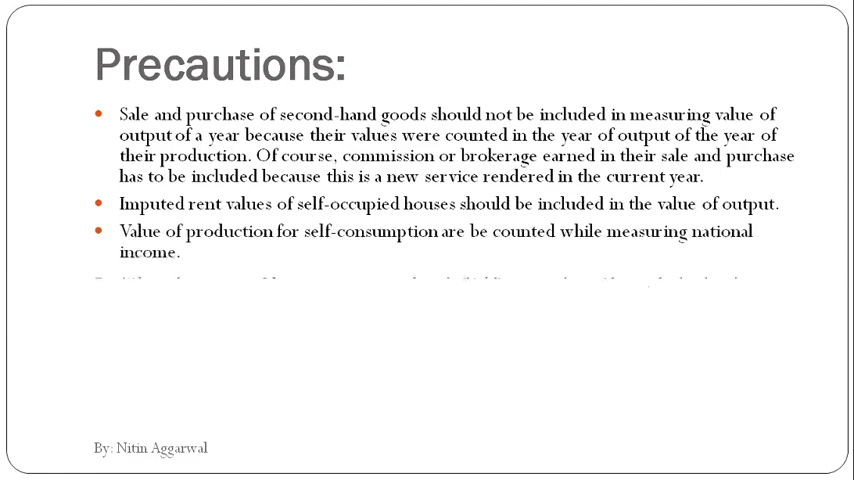 Precautions:
Sale and purchase of second-hand goods should not be included in measuring value of
output of a year because their values were counted in the year of output of the year of
their production. Of course, commission or brokerage earned in their sale and purchase
has to be included because this is a new service rendered in the current year.
Imputed rent values of self-occupied houses should be included in the value of output.
Value of production for self-consumption are be counted while measuring national
income.
By: Nitin Aggarwal